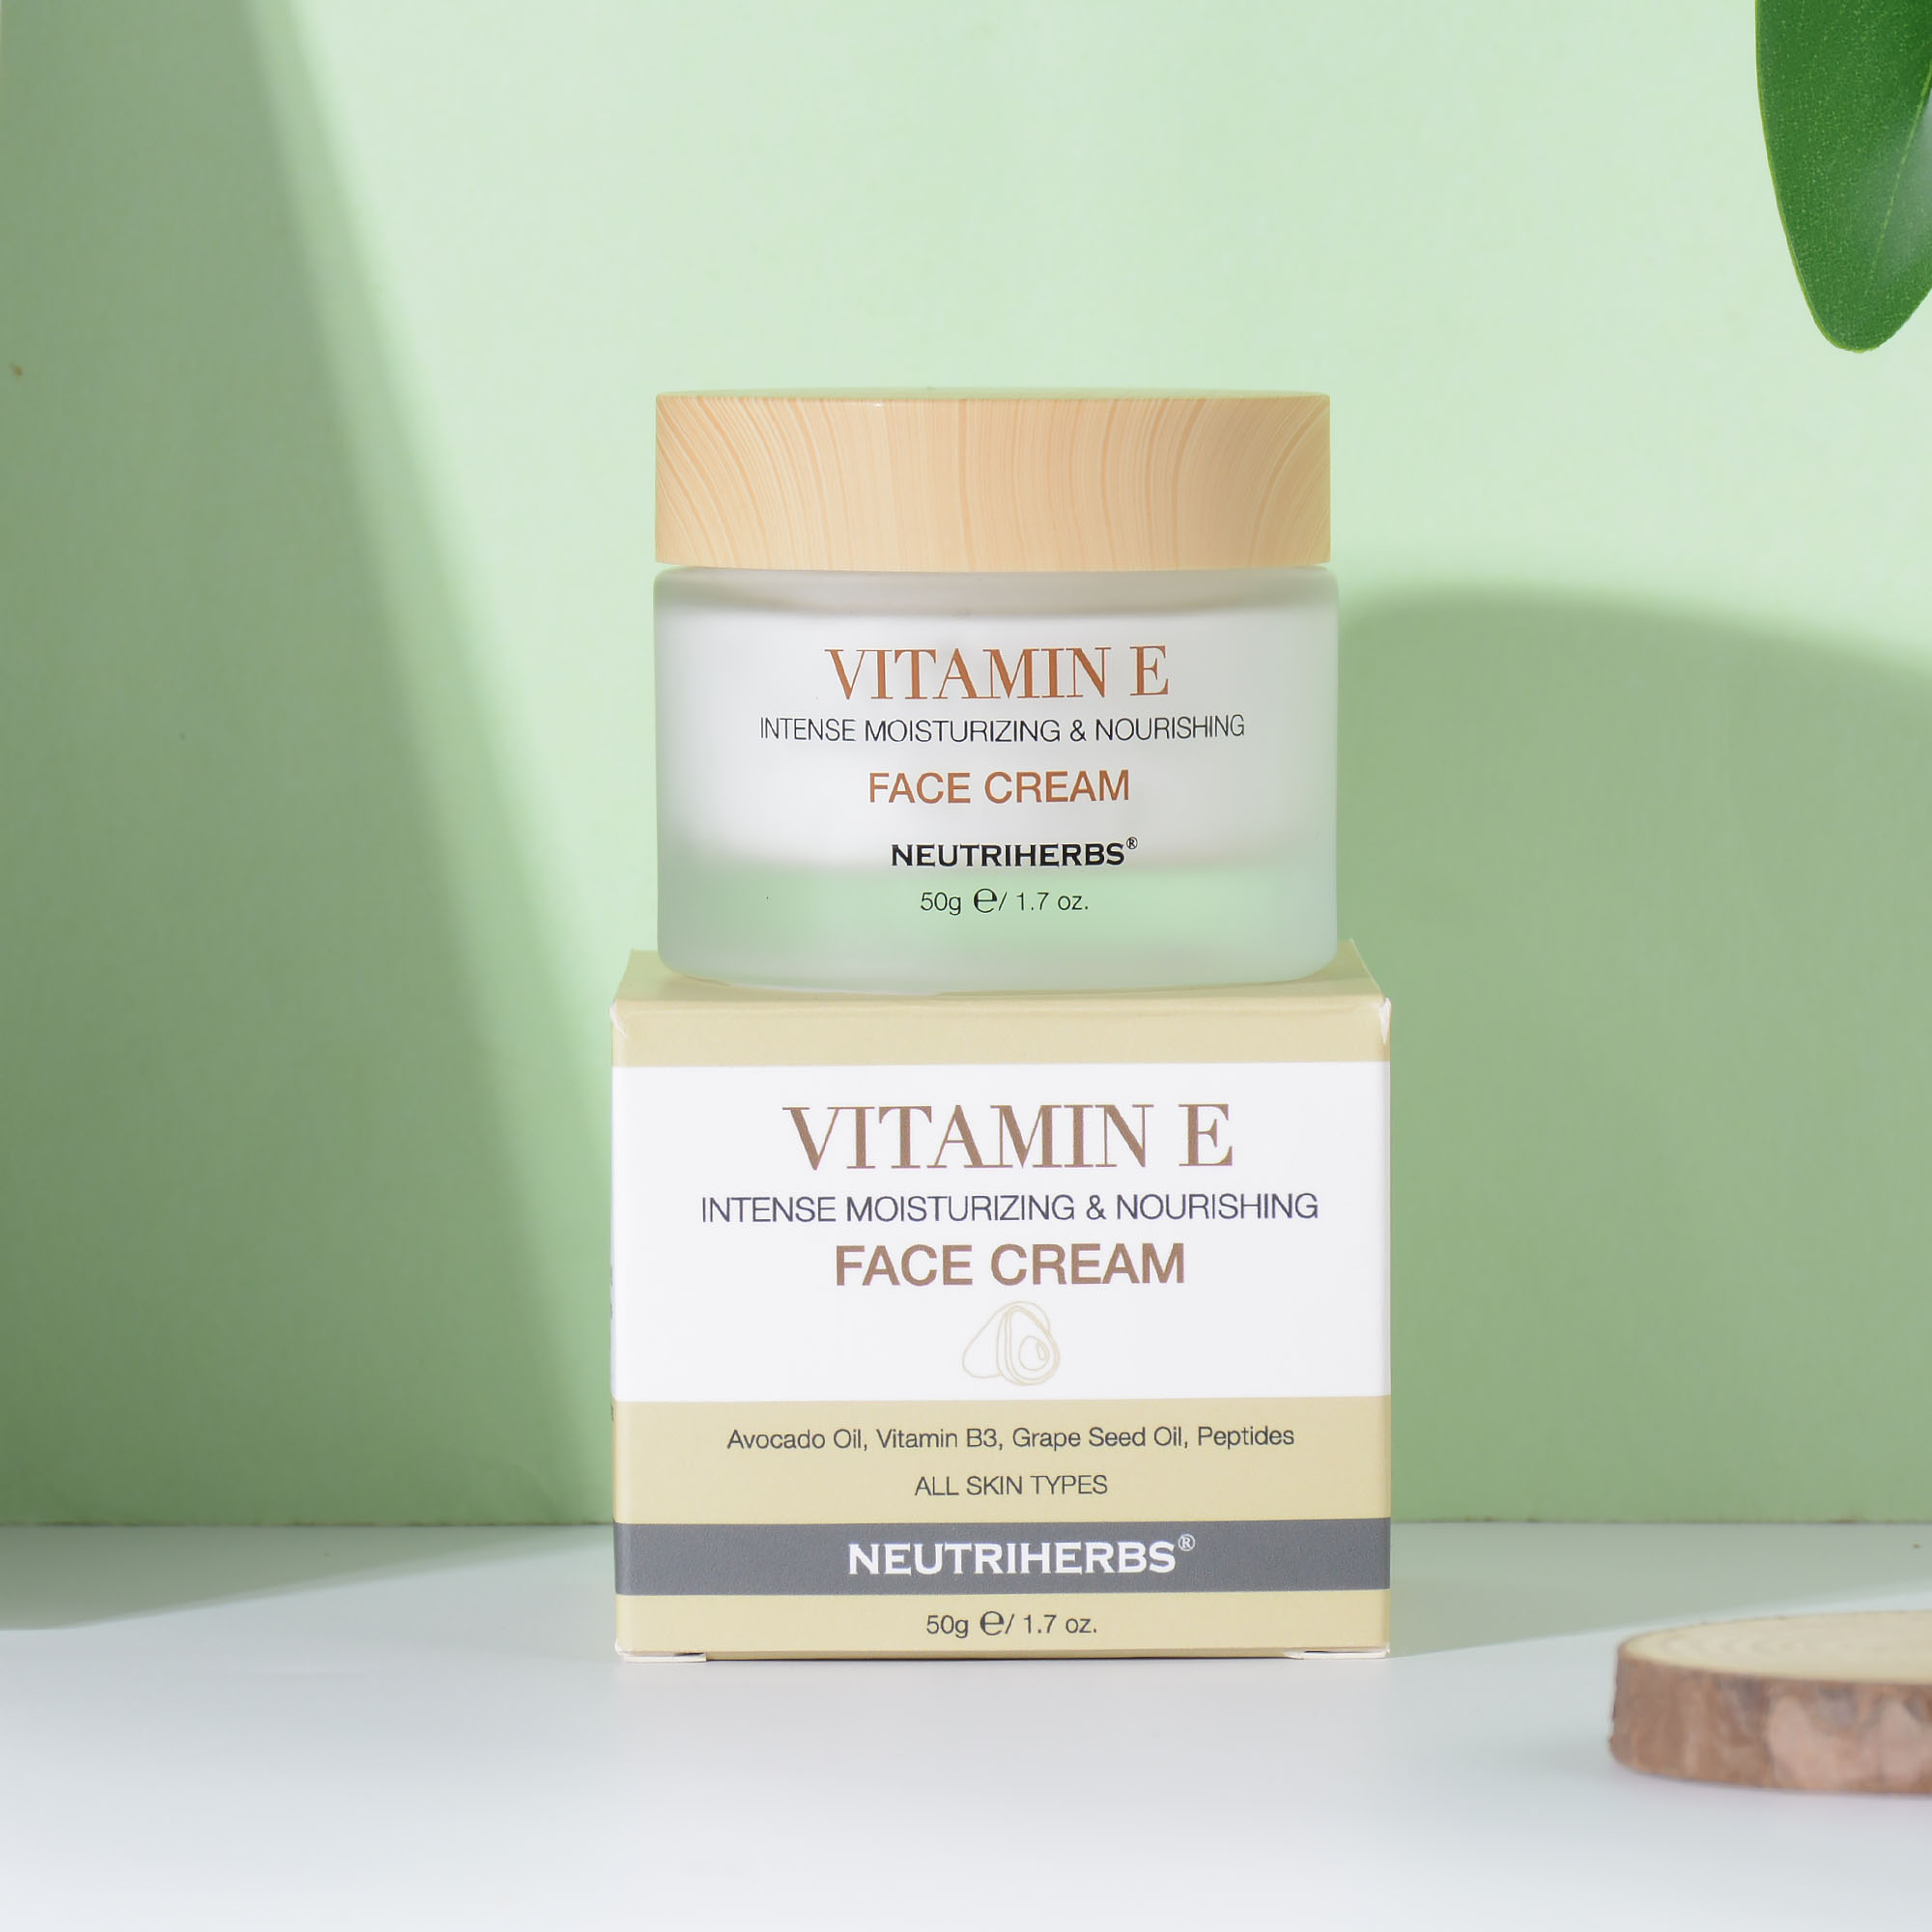 VITAMIN E
INTENSE MOISTURIZING & NOURISHING
FACE CREAM
NEUTRIHERBS®
50g ℮/ 1.7 oz.
VITAMIN E
INTENSE MOISTURIZING & NOURISHING
FACE CREAM
Avocado Oil, Vitamin B3, Grape Seed Oil, Peptides
ALL SKIN TYPES
NEUTRIHERBS®
50g ℮/ 1.7 oz.